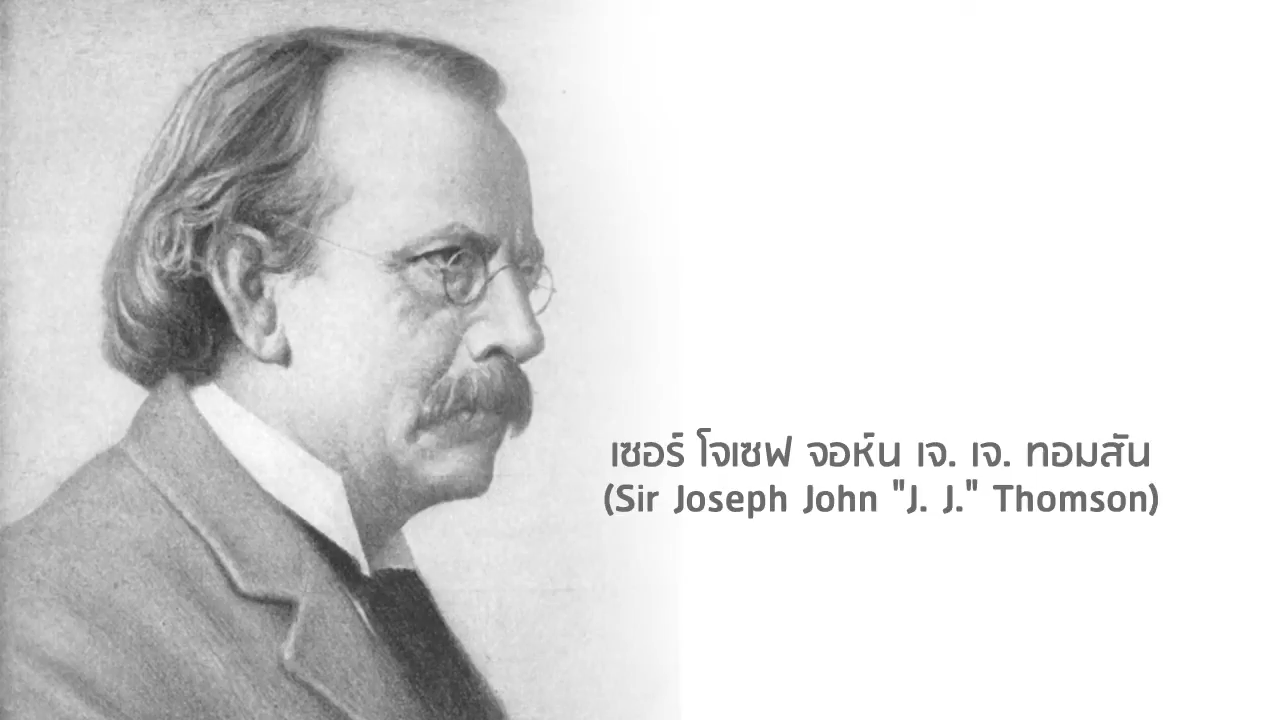 เซอร์ โจเซฟ จอห์น เจ. เจ. ทอมสัน
(Sir Joseph John "J. J." Thomson)